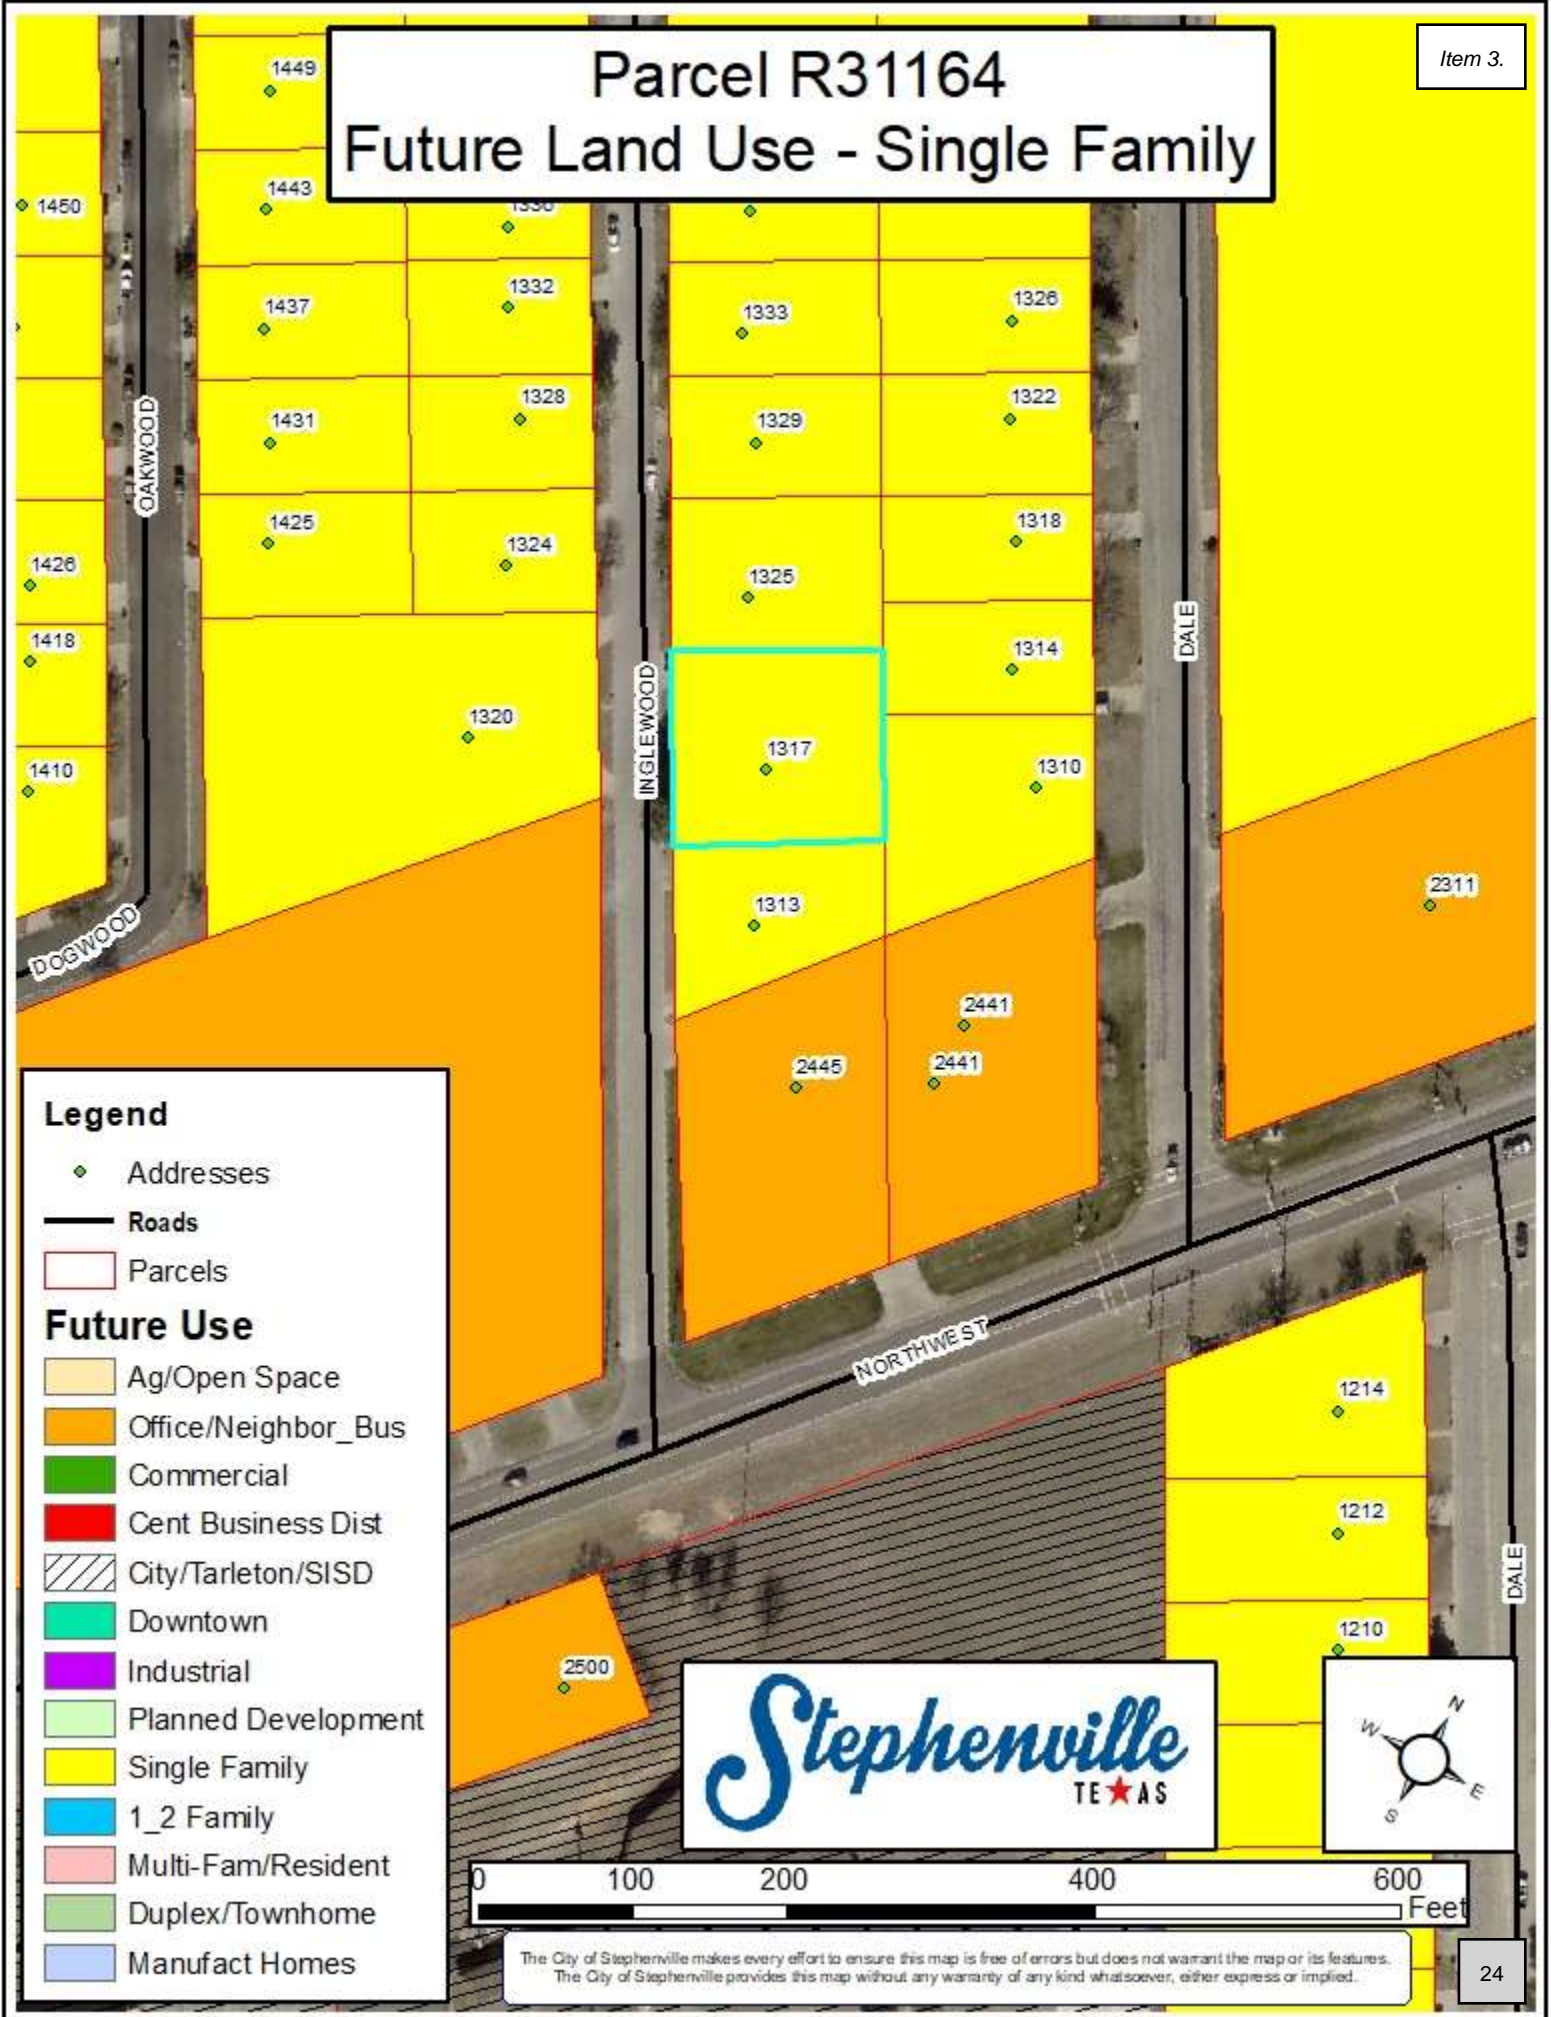 Item 3.
Parcel R31164
Future Land Use - Single Family
1449
1450
1443
1437
1332
1333
1326
1431
1328
1329
1322
OAKWOOD
1425
1324
1325
1318
1426
1418
1314
DALE
1320
INGLEWOOD
1317
1410
1310
1313
2311
DOGWOOD
2441
2445
2441
NORTHWEST
1214
1212
1210
DALE
2500
Legend
Addresses
Roads
Parcels
Future Use
Ag/Open Space
Office/Neighbor_Bus
Commercial
Cent Business Dist
City/Tarleton/SISD
Downtown
Industrial
Planned Development
Single Family
1_2 Family
Multi-Fam/Resident
Duplex/Townhome
Manufact Homes
Stephenville
TEXAS
N
W
E
S
0 100 200 400 600
Feet
The City of Stephenville makes every effort to ensure this map is free of errors but does not warrant the map or its features.
The City of Stephenville provides this map without any warranty of any kind whatsoever, either express or implied.
24